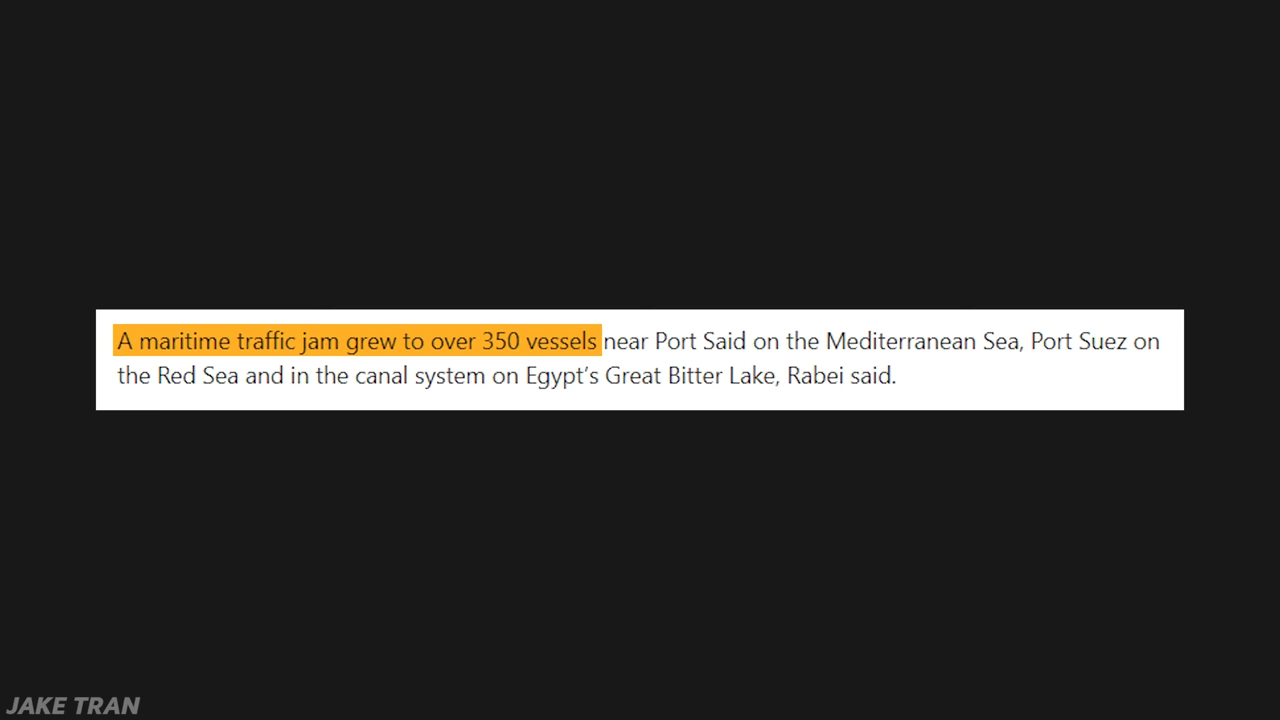 A maritime traffic jam grew to over 350 vessels near Port Said on the Mediterranean Sea, Port Suez on
the Red Sea and in the canal system on Egypt’s Great Bitter Lake, Rabei said.
JAKE TRAN